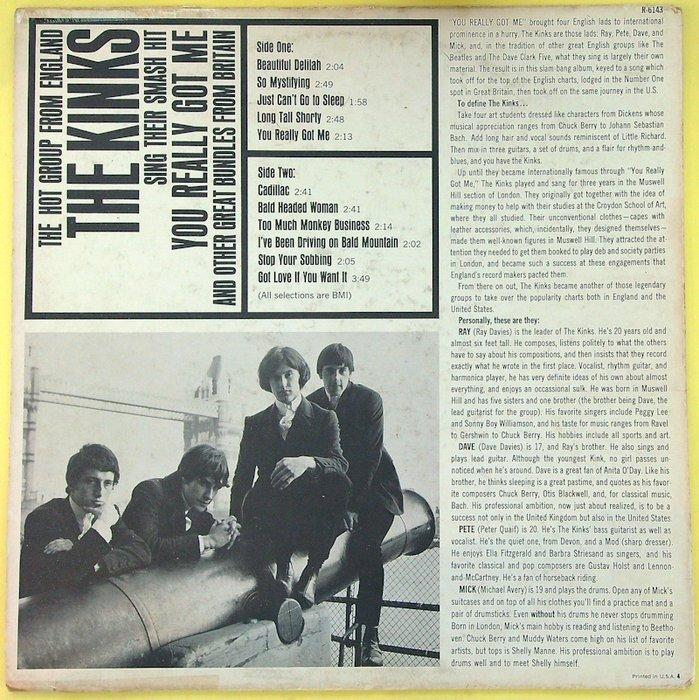 R-6143
THE HOT GROUP FROM ENGLAND
THE KINKS
SING THEIR SMASH HIT
YOU REALLY GOT ME
AND OTHER GREAT BUNDLES FROM BRITAIN
Side One:
Beautiful Delilah 2:04
So Mystifying 2:49
Just Can't Go to Sleep 1:58
Long Tall Shorty 2:48
You Really Got Me 2:13
Side Two:
Cadillac 2:41
Bald Headed Woman 2:41
Too Much Monkey Business 2:14
I've Been Driving on Bald Mountain 2:02
Stop Your Sobbing 2:05
Got Love If You Want It 3:49
(All selections are BMI)
"YOU REALLY GOT ME" brought four English lads to international
prominence in a hurry. The Kinks are those lads: Ray, Pete, Dave, and
Mick, and, in the tradition of other great English groups like The
Beatles and The Dave Clark Five, what they sing is largely their own
material. The result is in this slam-bang album, keyed to a song which
took off for the top of the English charts, lodged in the Number One
spot in Great Britain, then took off on the same journey in the U.S.
To define The Kinks...
Take four art students dressed like characters from Dickens whose
musical appreciation ranges from Chuck Berry to Johann Sebastian
Bach. Add long hair and vocal sounds reminiscent of Little Richard.
Then mix in three guitars, a set of drums, and a flair for rhythm-and-
blues, and you have the Kinks.
Up until they became Internationally famous through "You Really
Got Me," The Kinks played and sang for three years in the Muswell
Hill section of London. They originally got together with the idea of
making money to help with their studies at the Croydon School of Art,
where they all studied. Their unconventional clothes—capes with
leather accessories, which, incidentally, they designed themselves—
made them well-known figures in Muswell Hill. They attracted the at-
tention they needed to get them booked to play deb and society parties
in London, and became such a success at these engagements that
England's record makers pacted them.
From there on out, The Kinks became another of those legendary
groups to take over the popularity charts both in England and the
United States.
Personally, these are they:
RAY (Ray Davies) is the leader of The Kinks. He's 20 years old and
almost six feet tall. He composes, listens politely to what the others
have to say about his compositions, and then insists that they record
exactly what he wrote in the first place. Vocalist, rhythm guitar, and
harmonica player, he has very definite ideas of his own about almost
everything, and enjoys an occassional sulk. He was born in Muswell
Hill and has five sisters and one brother (the brother being Dave, the
lead guitarist for the group). His favorite singers include Peggy Lee
and Sonny Boy Williamson, and his taste for music ranges from Ravel
to Gershwin to Chuck Berry. His hobbies include all sports and art.
DAVE (Dave Davies) is 17, and Ray's brother. He also sings and
plays lead guitar. Although the youngest Kink, no girl passes un-
noticed when he's around. Dave is a great fan of Anita O'Day. Like his
brother, he thinks sleeping is a great pastime, and quotes as his favor-
ite composers Chuck Berry, Otis Blackwell, and, for classical music,
Bach. His professional ambition, now just about realized, is to be a
success not only in the United Kingdom but also in the United States.
PETE (Peter Quaif) is 20. He's The Kinks' bass guitarist as well as
vocalist. He's the quiet one, from Devon, and a Mod (sharp dresser).
He enjoys Ella Fitzgerald and Barbra Striesand as singers, and his
favorite classical and pop composers are Gustav Holst and Lennon-
and-McCartney. He's a fan of horseback riding.
MICK (Michael Avery) is 19 and plays the drums. Open any of Mick's
suitcases and on top of all his clothes you'll find a practice mat and a
pair of drumsticks. Even without his drums he never stops drumming
Born in London, Mick's main hobby is reading and listening to Beetho-
ven. Chuck Berry and Muddy Waters come high on his list of favorite
artists, but tops is Shelly Manne. His professional ambition is to play
drums well and to meet Shelly himself.
Printed in U.S.A. 4